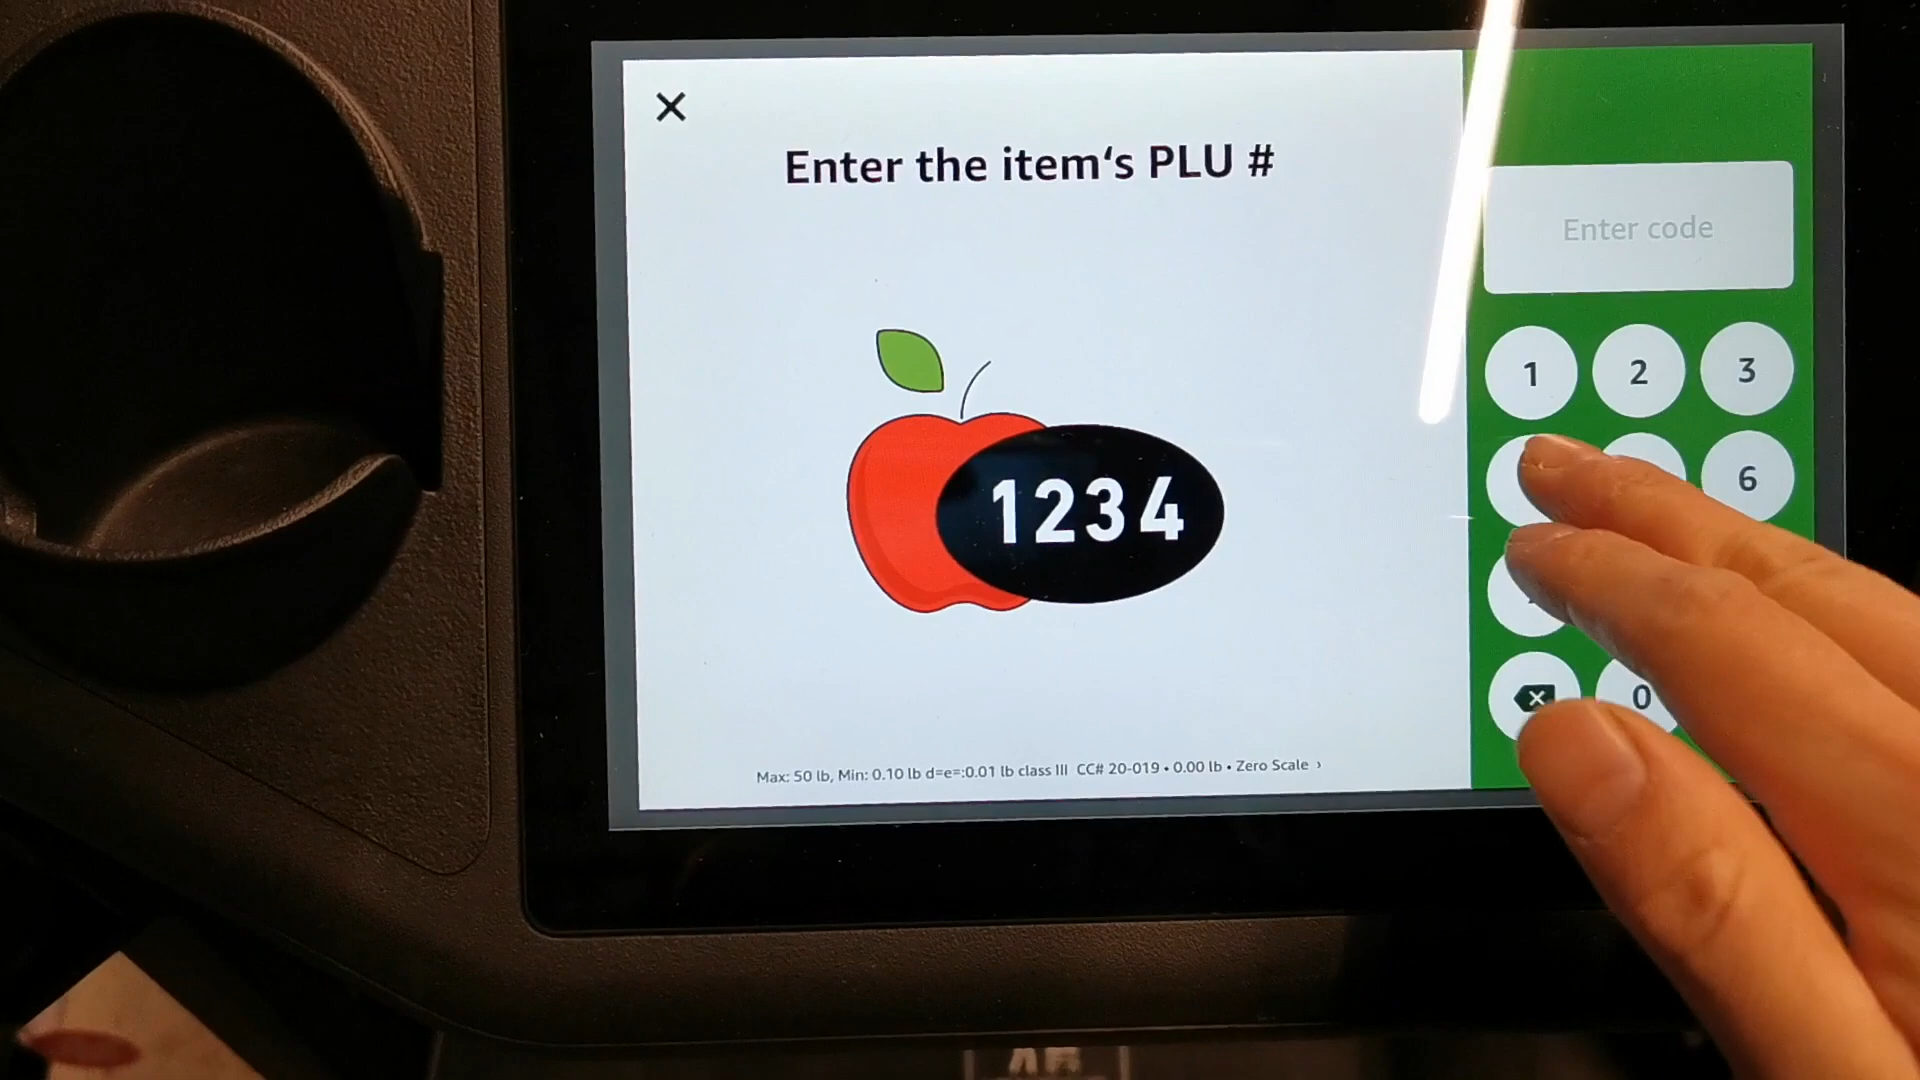 Enter the item‘s PLU #
1234
Max: 50 lb, Min: 0.10 lb d=e=:0.01 lb class III CC# 20-019 • 0.00 lb • Zero Scale ›
Enter code
1 2 3
6
0